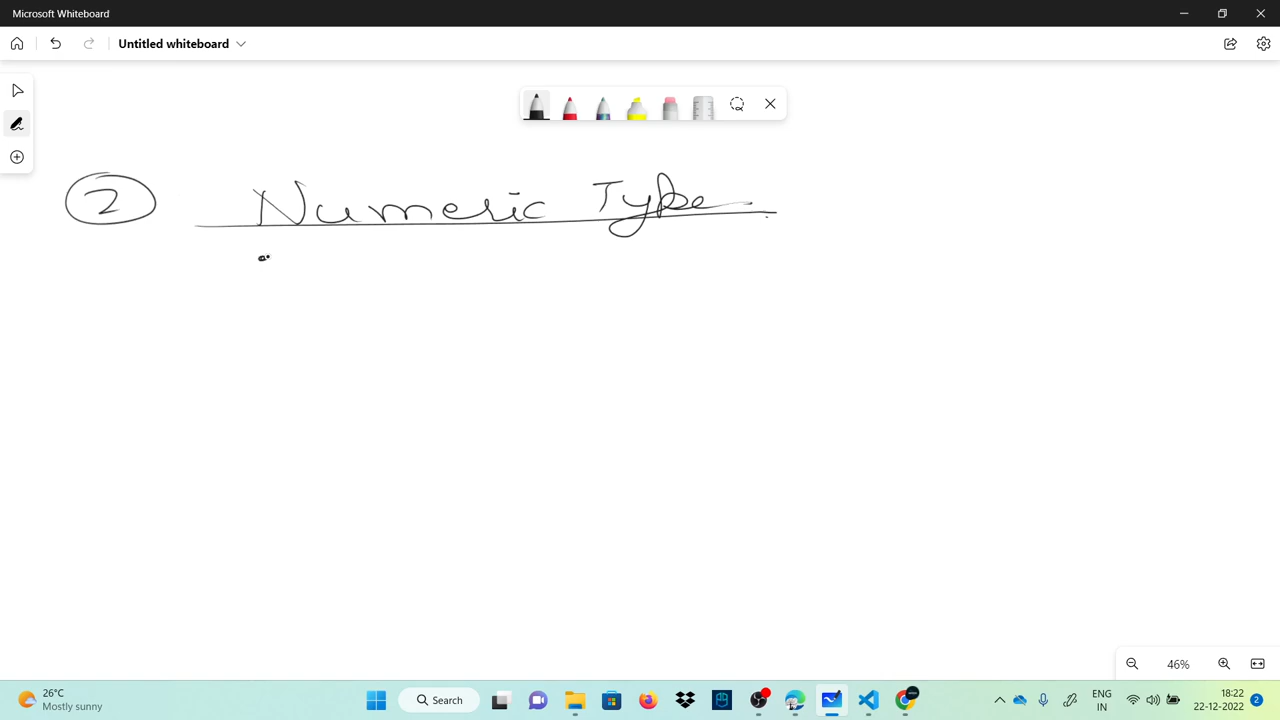 Microsoft Whiteboard
Untitled whiteboard
2 Numeric Type
46%
26°C
Mostly sunny
Search
ENG
IN
18:22
22-12-2022
2